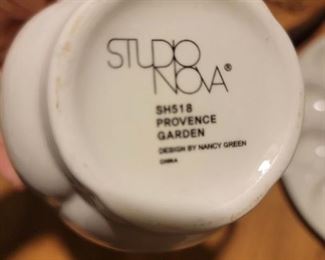 STUDIO
NOVA®
SH518
PROVENCE
GARDEN
DESIGN BY NANCY GREEN
CHINA